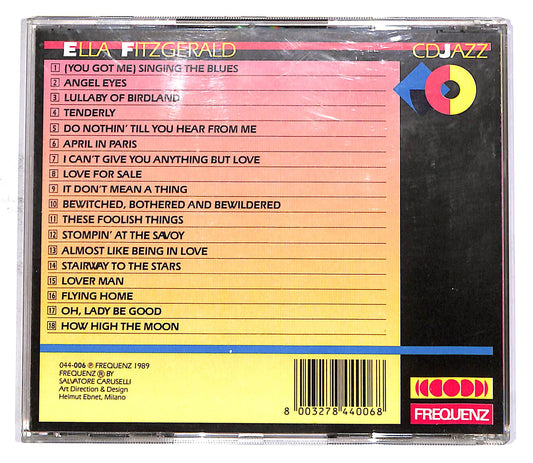 ELLA FITZGERALD
CDJAZZ
1 (YOU GOT ME) SINGING THE BLUES
2 ANGEL EYES
3 LULLABY OF BIRDLAND
4 TENDERLY
5 DO NOTHIN' TILL YOU HEAR FROM ME
6 APRIL IN PARIS
7 I CAN'T GIVE YOU ANYTHING BUT LOVE
8 LOVE FOR SALE
9 IT DON'T MEAN A THING
10 BEWITCHED, BOTHERED AND BEWILDERED
11 THESE FOOLISH THINGS
12 STOMPIN' AT THE SAVOY
13 ALMOST LIKE BEING IN LOVE
14 STAIRWAY TO THE STARS
15 LOVER MAN
16 FLYING HOME
17 OH, LADY BE GOOD
18 HOW HIGH THE MOON
044-006 ℗ FREQUENZ 1989
FREQUENZ ® BY
SALVATORE CARUSELLI
Art Direction & Design
Helmut Ebnet, Milano
8 003278 440068
FREQUENZ